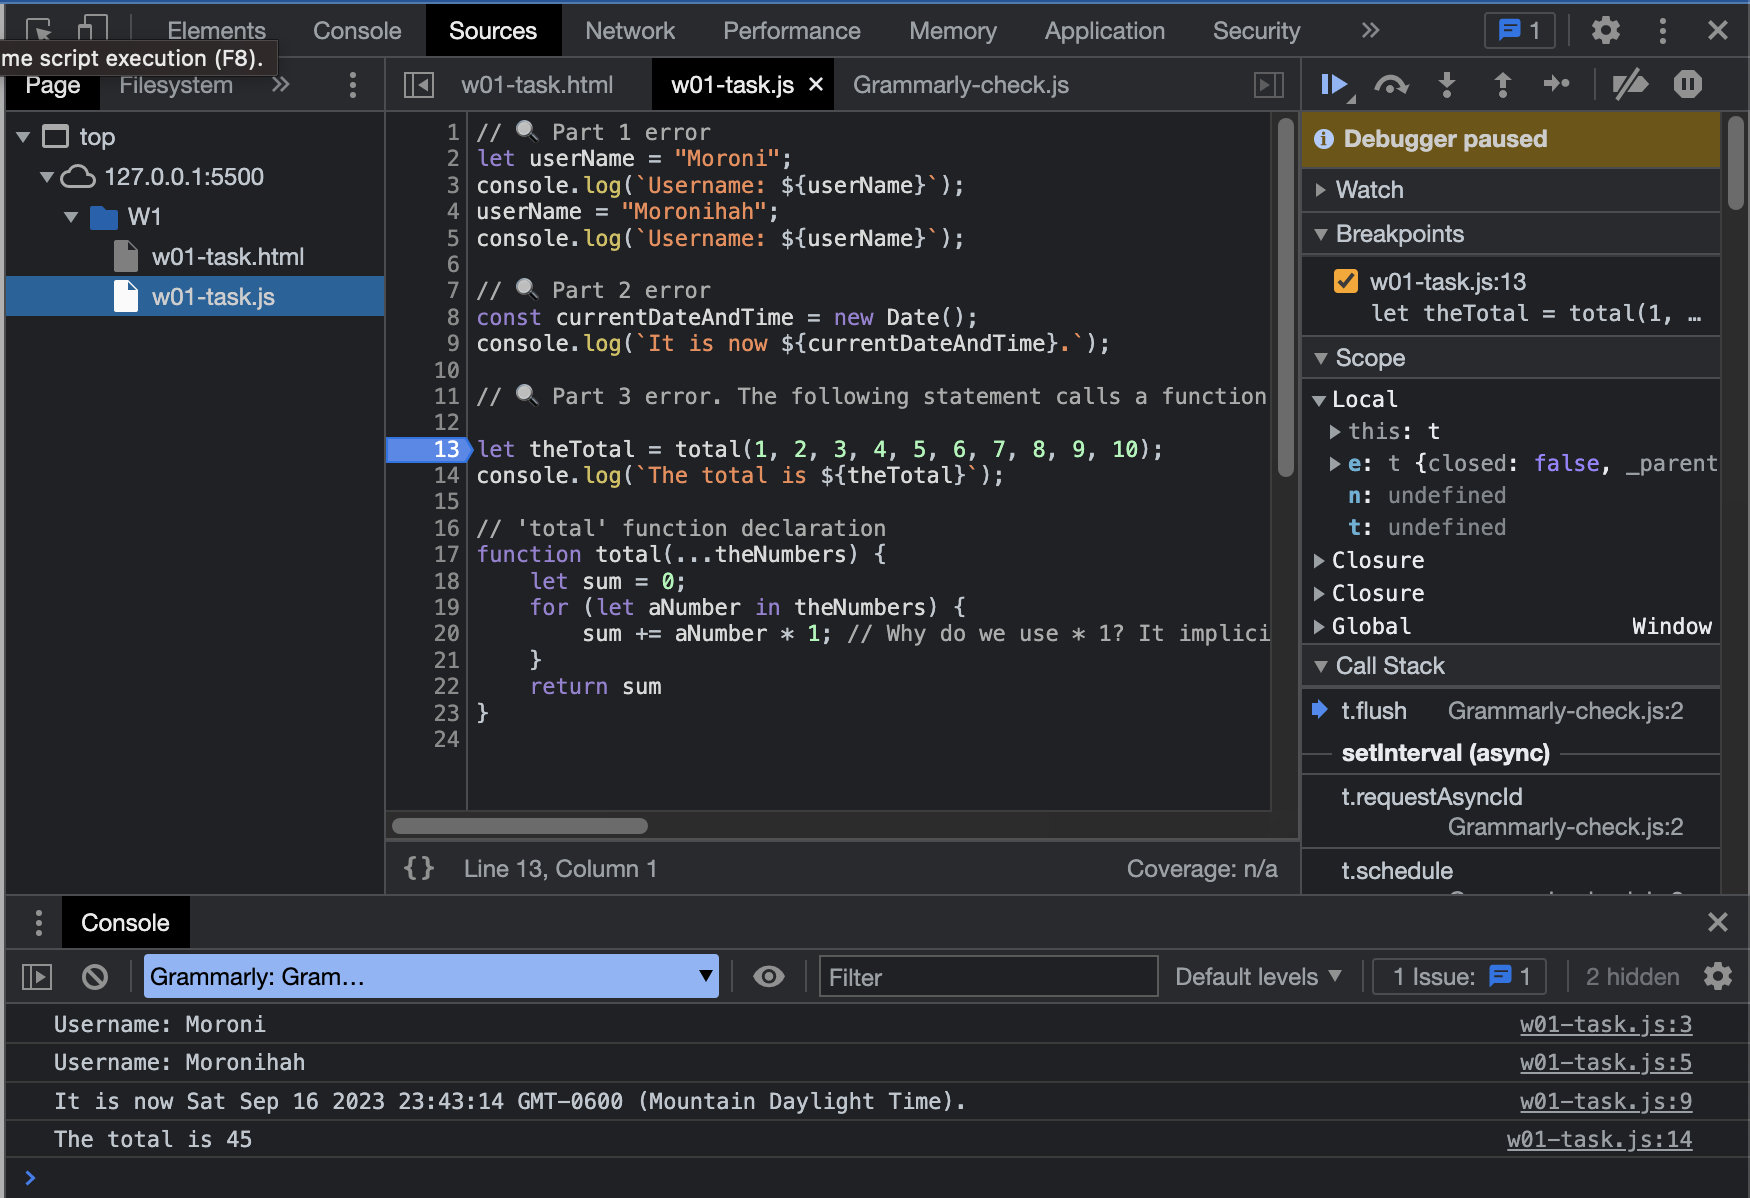 Elements Console Sources Network Performance Memory Application Security 1
me script execution (F8).
Page Filesystem
w01-task.html w01-task.js Grammarly-check.js
top
127.0.0.1:5500
W1
w01-task.html
w01-task.js
1 // 🔍 Part 1 error
2 let userName = "Moroni";
3 console.log(`Username: ${userName}`);
4 userName = "Moronihah";
5 console.log(`Username: ${userName}`);
6
7 // 🔍 Part 2 error
8 const currentDateAndTime = new Date();
9 console.log(`It is now ${currentDateAndTime}.`);
10
11 // 🔍 Part 3 error. The following statement calls a function
12
13 let theTotal = total(1, 2, 3, 4, 5, 6, 7, 8, 9, 10);
14 console.log(`The total is ${theTotal}`);
15
16 // 'total' function declaration
17 function total(...theNumbers) {
18     let sum = 0;
19     for (let aNumber in theNumbers) {
20         sum += aNumber * 1; // Why do we use * 1? It implici
21     }
22     return sum
23 }
24
{} Line 13, Column 1 Coverage: n/a
Debugger paused
Watch
Breakpoints
w01-task.js:13
let theTotal = total(1, …
Scope
Local
this: t
e: t {closed: false, _parent
n: undefined
t: undefined
Closure
Closure
Global Window
Call Stack
t.flush Grammarly-check.js:2
setInterval (async)
t.requestAsyncId
Grammarly-check.js:2
t.schedule
Console
Grammarly: Gram… Filter Default levels 1 Issue: 1 2 hidden
Username: Moroni w01-task.js:3
Username: Moronihah w01-task.js:5
It is now Sat Sep 16 2023 23:43:14 GMT-0600 (Mountain Daylight Time). w01-task.js:9
The total is 45 w01-task.js:14